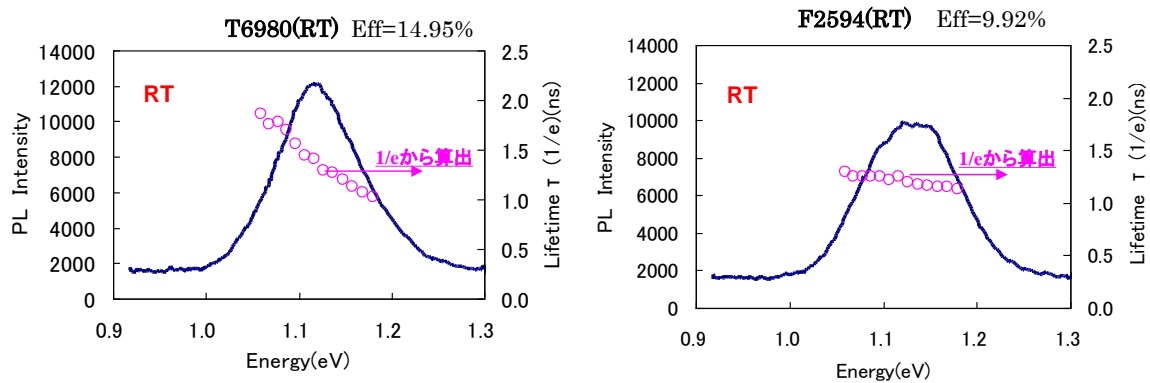 T6980(RT) Eff=14.95%
PL Intensity
14000
12000
10000
8000
6000
4000
2000
0
RT
1/eから算出
2.5
2.0
1.5
1.0
0.5
0.0
Lifetime τ (1/e)(ns)
0.9 1.0 1.1 1.2 1.3
Energy(eV)
F2594(RT) Eff=9.92%
PL Intensity
14000
12000
10000
8000
6000
4000
2000
0
RT
1/eから算出
2.5
2.0
1.5
1.0
0.5
0.0
Lifetime τ (1/e)(ns)
0.9 1.0 1.1 1.2 1.3
Energy(eV)